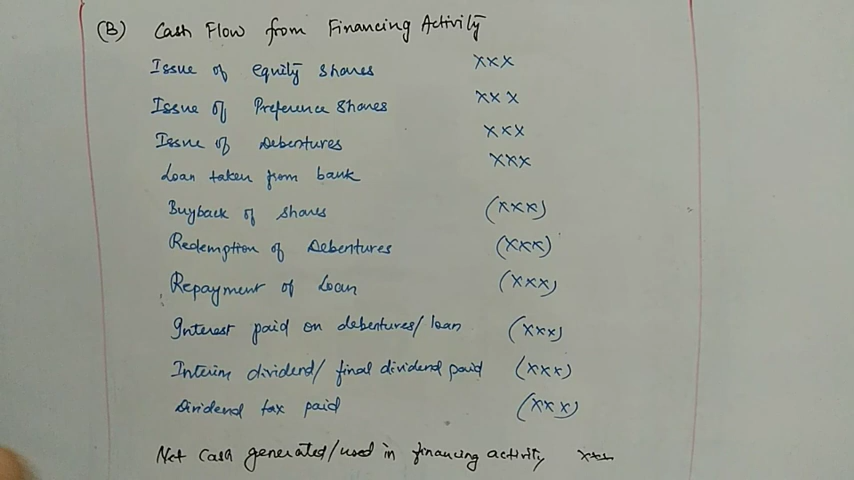 (B) Cash Flow from Financing Activity
Issue of equity shares xxx
Issue of Preference shares xxx
Issue of Debentures xxx
Loan taken from bank xxx
Buyback of shares (xxx)
Redemption of Debentures (xxx)
Repayment of Loan (xxx)
Interest paid on debentures/loan (xxx)
Interim dividend/final dividend paid (xxx)
Dividend tax paid (xxx)
Net cash generated/used in financing activity xxx